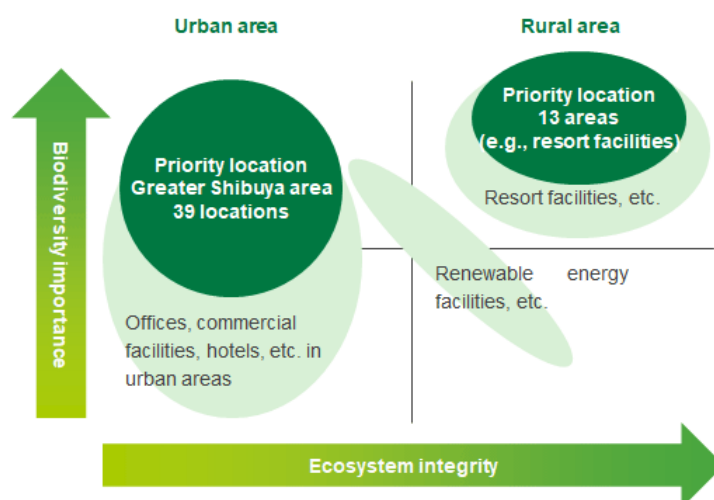 Urban area
Rural area
Biodiversity importance
Priority location
Greater Shibuya area
39 locations
Offices, commercial
facilities, hotels, etc. in
urban areas
Priority location
13 areas
(e.g., resort facilities)
Resort facilities, etc.
Renewable energy
facilities, etc.
Ecosystem integrity